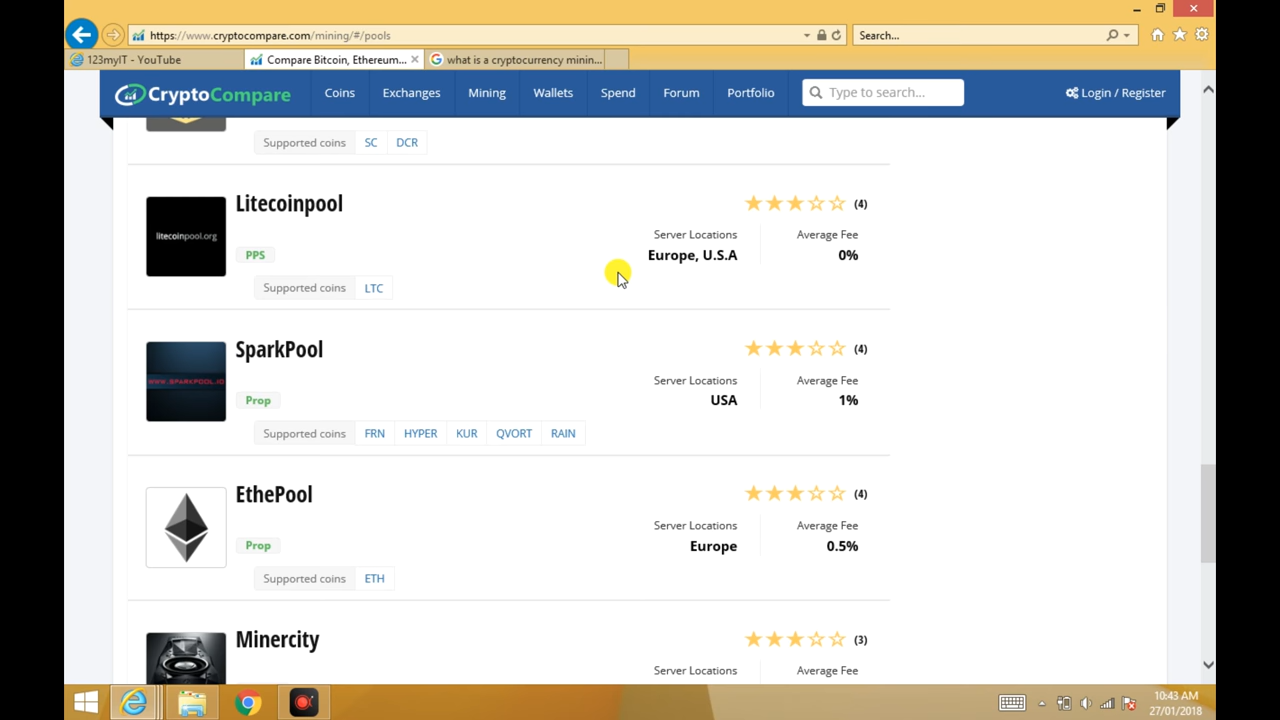 https://www.cryptocompare.com/mining/#/pools
Search...
123myIT - YouTube
Compare Bitcoin, Ethereum...
what is a cryptocurrency minin...
CryptoCompare
Coins
Exchanges
Mining
Wallets
Spend
Forum
Portfolio
Type to search...
Login / Register
Supported coins SC DCR
Litecoinpool
(4)
litecoinpool.org
Server Locations
Average Fee
PPS
Europe, U.S.A
0%
Supported coins LTC
SparkPool
(4)
WWW.SPARKPOOL.IO
Server Locations
Average Fee
Prop
USA
1%
Supported coins FRN HYPER KUR QVORT RAIN
EthePool
(4)
Server Locations
Average Fee
Prop
Europe
0.5%
Supported coins ETH
Minercity
(3)
Server Locations
Average Fee
10:43 AM
27/01/2018